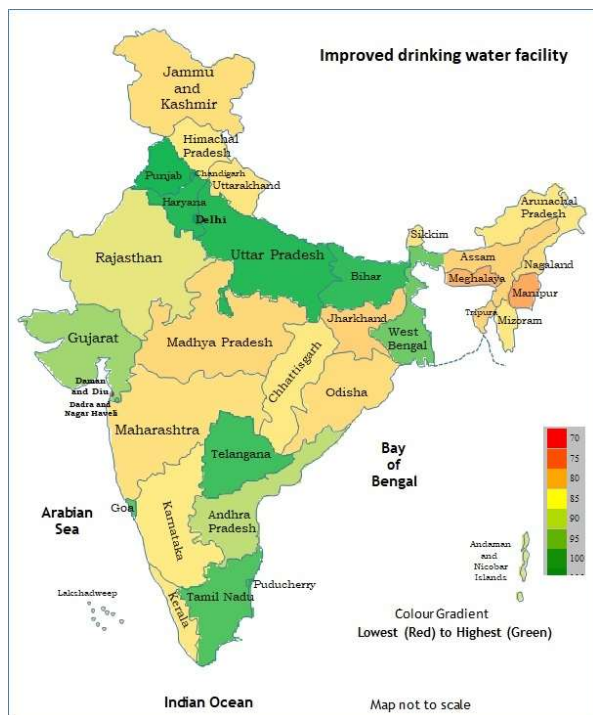 Improved drinking water facility
Jammu
and
Kashmir
Himachal
Pradesh
Chandigarh
Punjab
Uttarakhand
Haryana
Delhi
Arunachal
Pradesh
Sikkim
Rajasthan
Uttar Pradesh
Assam
Nagaland
Bihar
Meghalaya
Manipur
Tripura
Mizoram
Jharkhand
West
Bengal
Gujarat
Madhya Pradesh
Chhattisgarh
Daman
and Diu
Dadra and
Nagar Haveli
Odisha
Maharashtra
Telangana
Bay
of
Bengal
70
75
80
85
90
95
100
Goa
Arabian
Sea
Karnataka
Andhra
Pradesh
Andaman
and
Nicobar
Islands
Puducherry
Lakshadweep
Kerala
Tamil Nadu
Colour Gradient
Lowest (Red) to Highest (Green)
Indian Ocean
Map not to scale